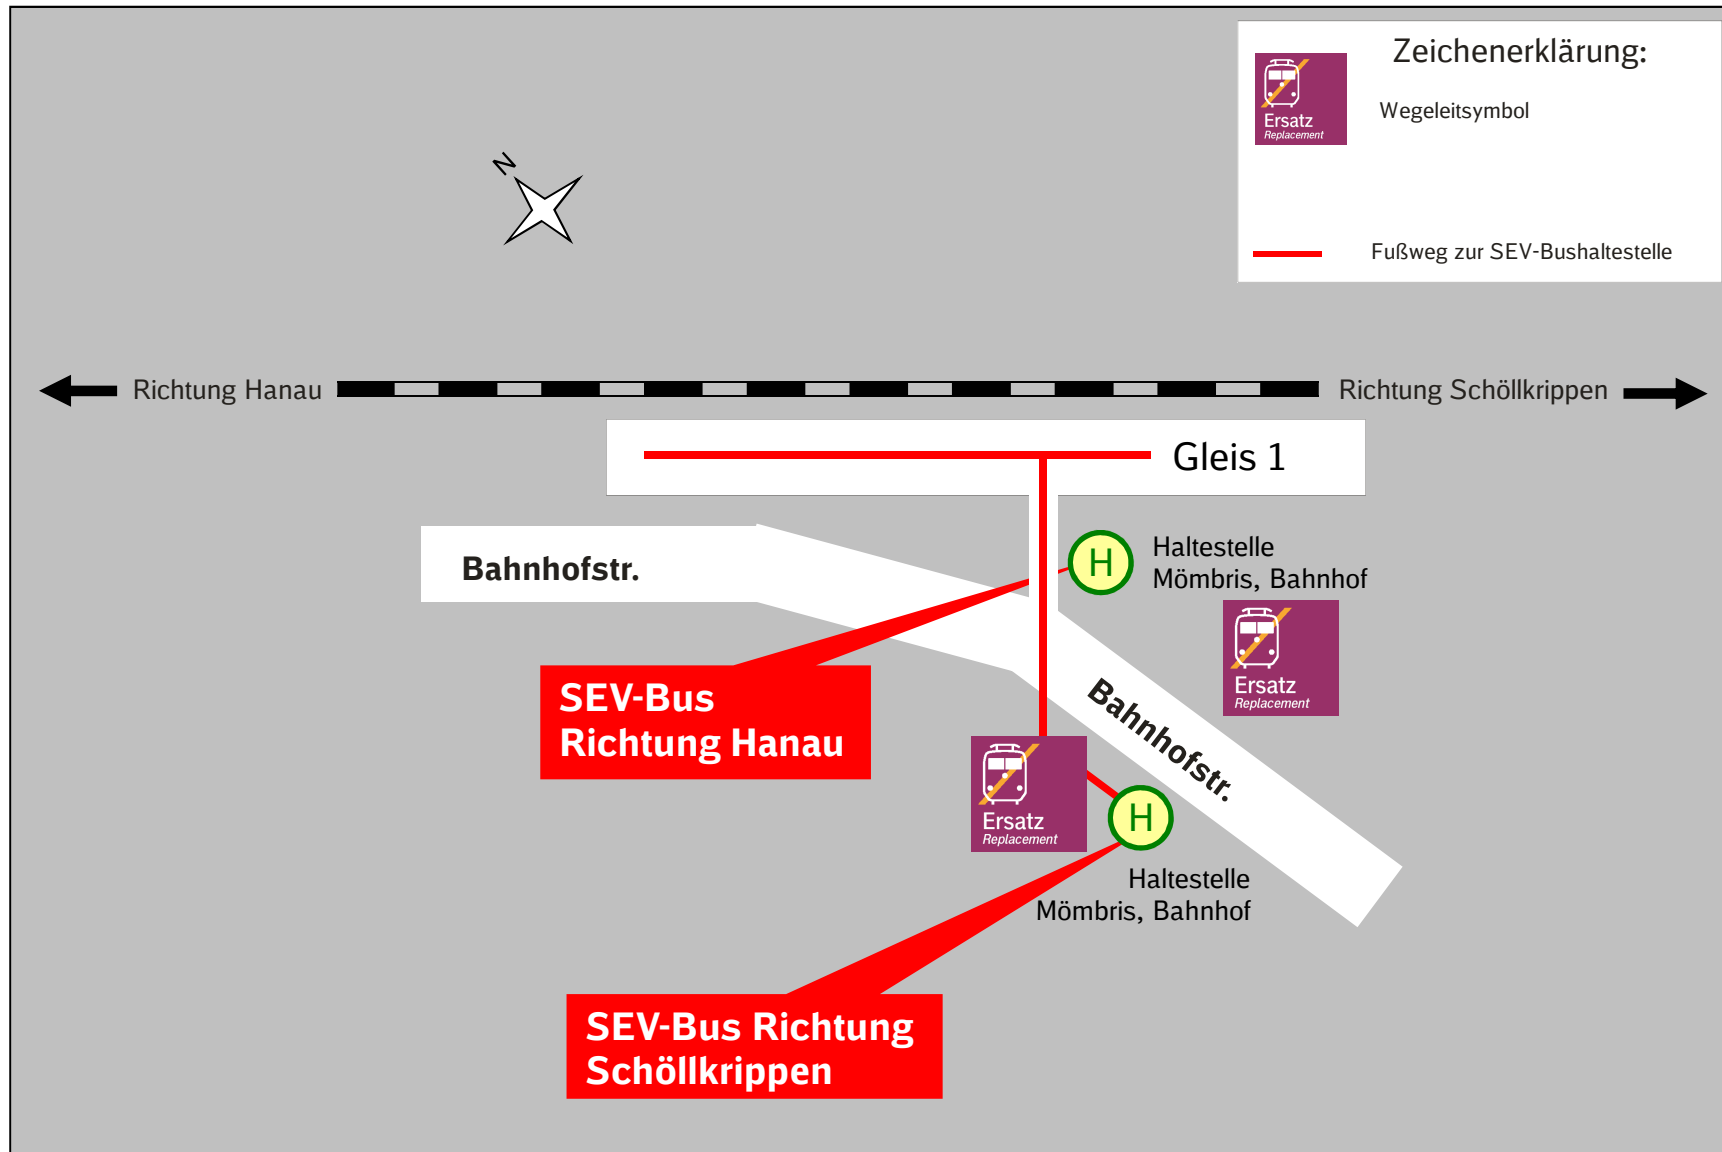 Zeichenerklärung:
Ersatz
Replacement
Wegeleitsymbol
Fußweg zur SEV-Bushaltestelle
N
Richtung Hanau
Richtung Schöllkrippen
Gleis 1
Bahnhofstr.
H
Haltestelle
Mömbris, Bahnhof
Ersatz
Replacement
SEV-Bus
Richtung Hanau
Bahnhofstr.
Ersatz
Replacement
H
Haltestelle
Mömbris, Bahnhof
SEV-Bus Richtung
Schöllkrippen